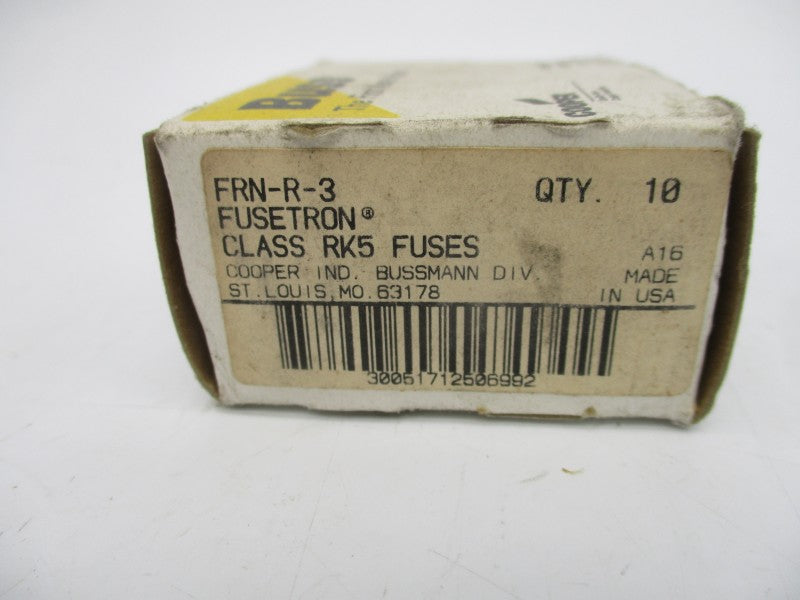 FRN-R-3 QTY. 10
FUSETRON®
CLASS RK5 FUSES A16
COOPER IND. BUSSMANN DIV. MADE
ST.LOUIS,MO.63178 IN USA
30051712506992